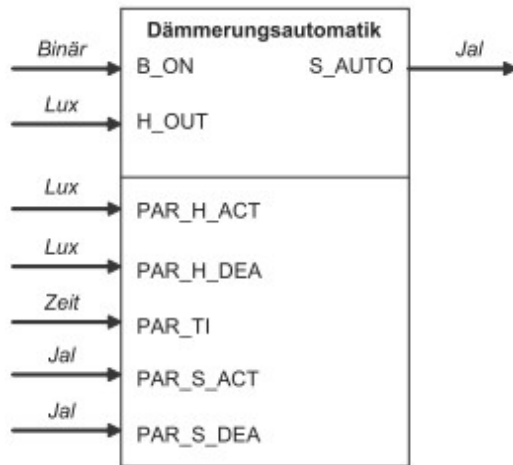 Dämmerungsautomatik
Binär B_ON S_AUTO Jal
Lux H_OUT
Lux PAR_H_ACT
Lux PAR_H_DEA
Zeit PAR_TI
Jal PAR_S_ACT
Jal PAR_S_DEA